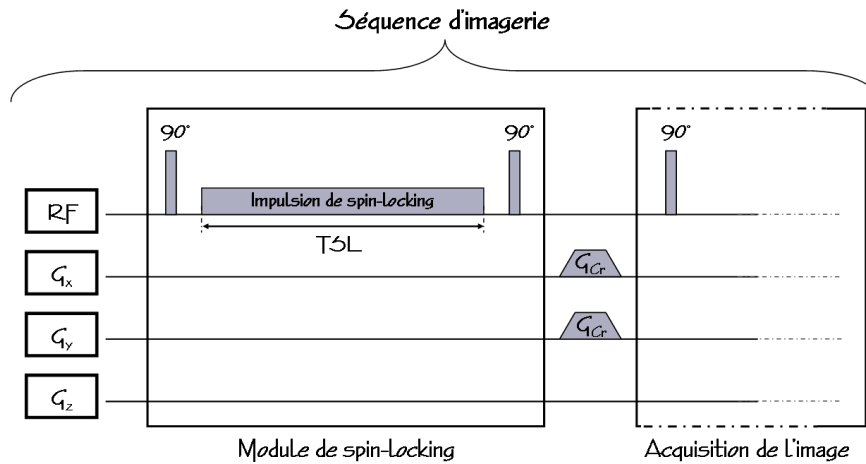 Séquence d'imagerie
90° 90° 90°
RF Impulsion de spin-locking
TSL
Gx GCr
Gy GCr
Gz
Module de spin-locking Acquisition de l'image